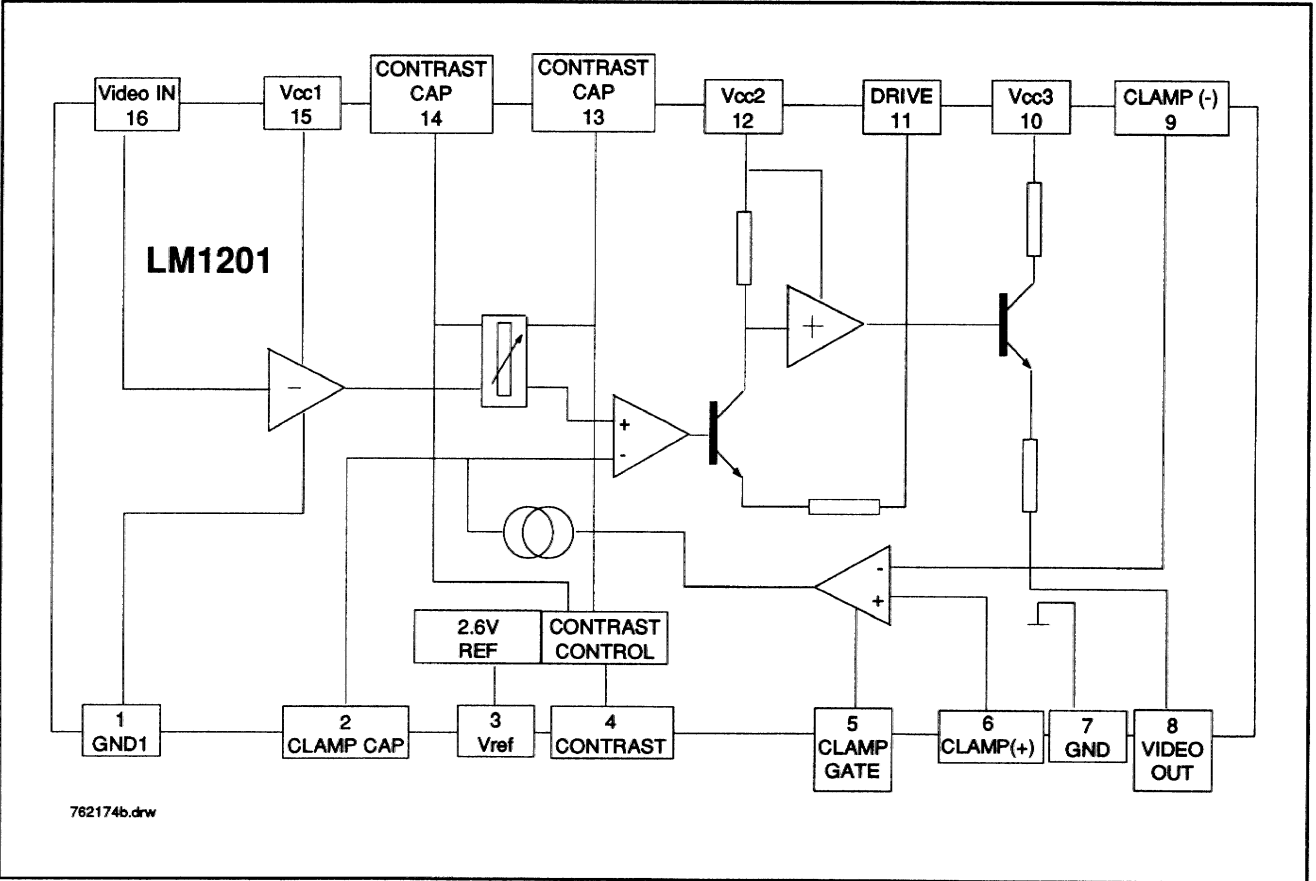 Video IN
16
Vcc1
15
CONTRAST
CAP
14
CONTRAST
CAP
13
Vcc2
12
DRIVE
11
Vcc3
10
CLAMP (-)
9
LM1201
−
+
+
-
-
+
2.6V
REF
CONTRAST
CONTROL
1
GND1
2
CLAMP CAP
3
Vref
4
CONTRAST
5
CLAMP
GATE
6
CLAMP(+)
7
GND
8
VIDEO
OUT
762174b.drw